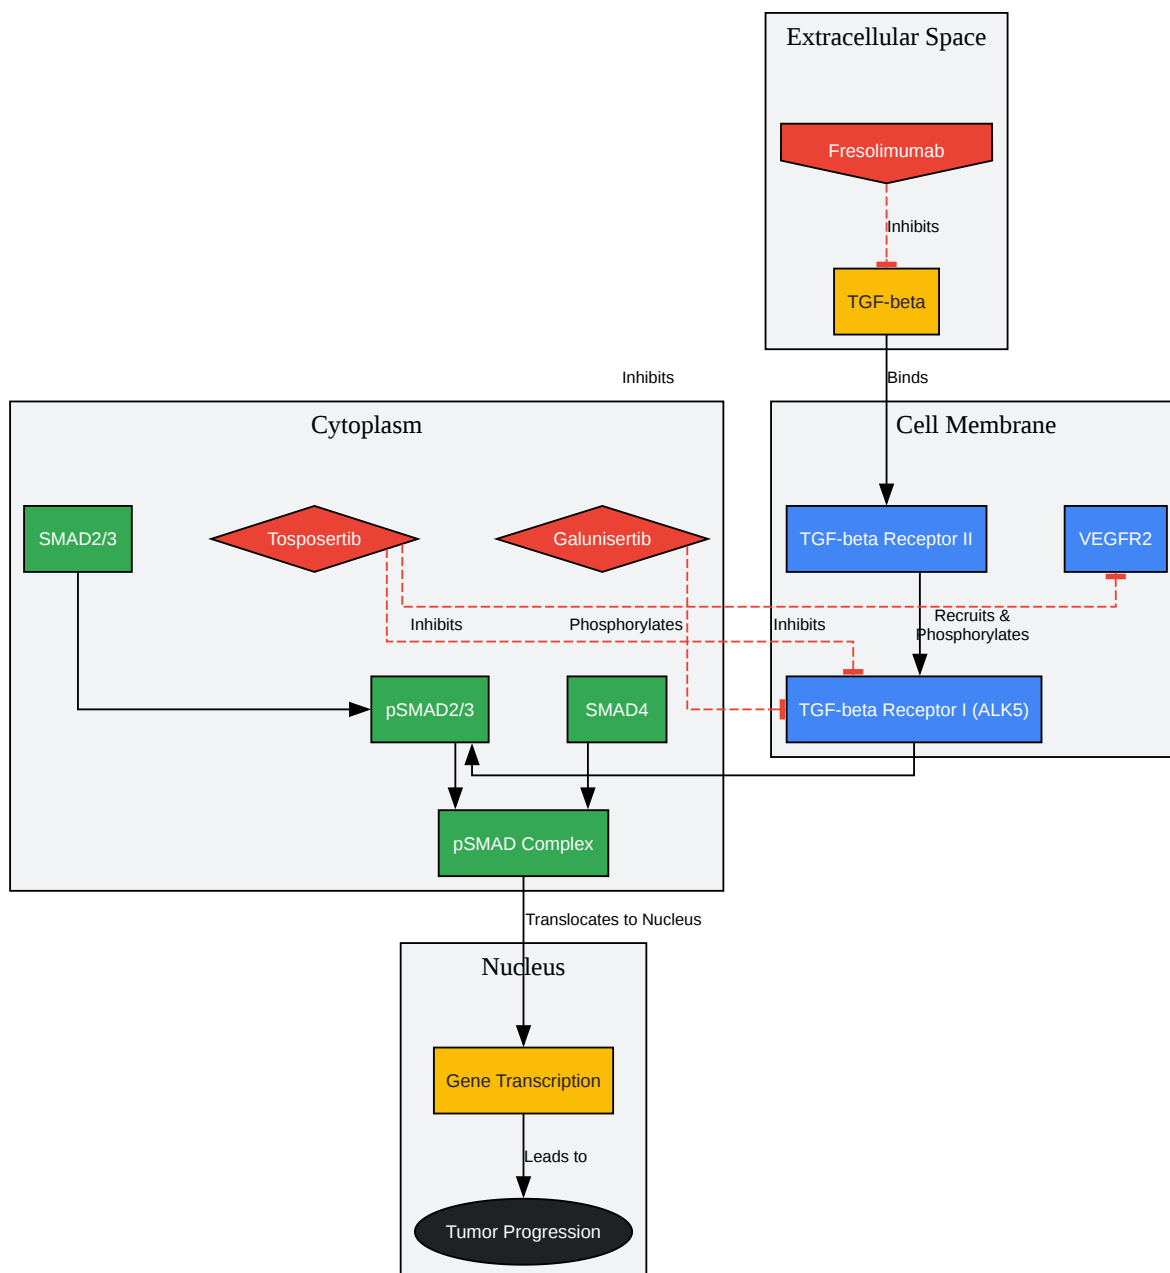 Extracellular Space
Fresolimumab
Inhibits
TGF-beta
Inhibits
Binds
Cytoplasm
Cell Membrane
SMAD2/3
Tosposertib
Galunisertib
TGF-beta Receptor II
VEGFR2
Inhibits
Phosphorylates
Inhibits
Recruits &
Phosphorylates
pSMAD2/3
SMAD4
TGF-beta Receptor I (ALK5)
pSMAD Complex
Translocates to Nucleus
Nucleus
Gene Transcription
Leads to
Tumor Progression